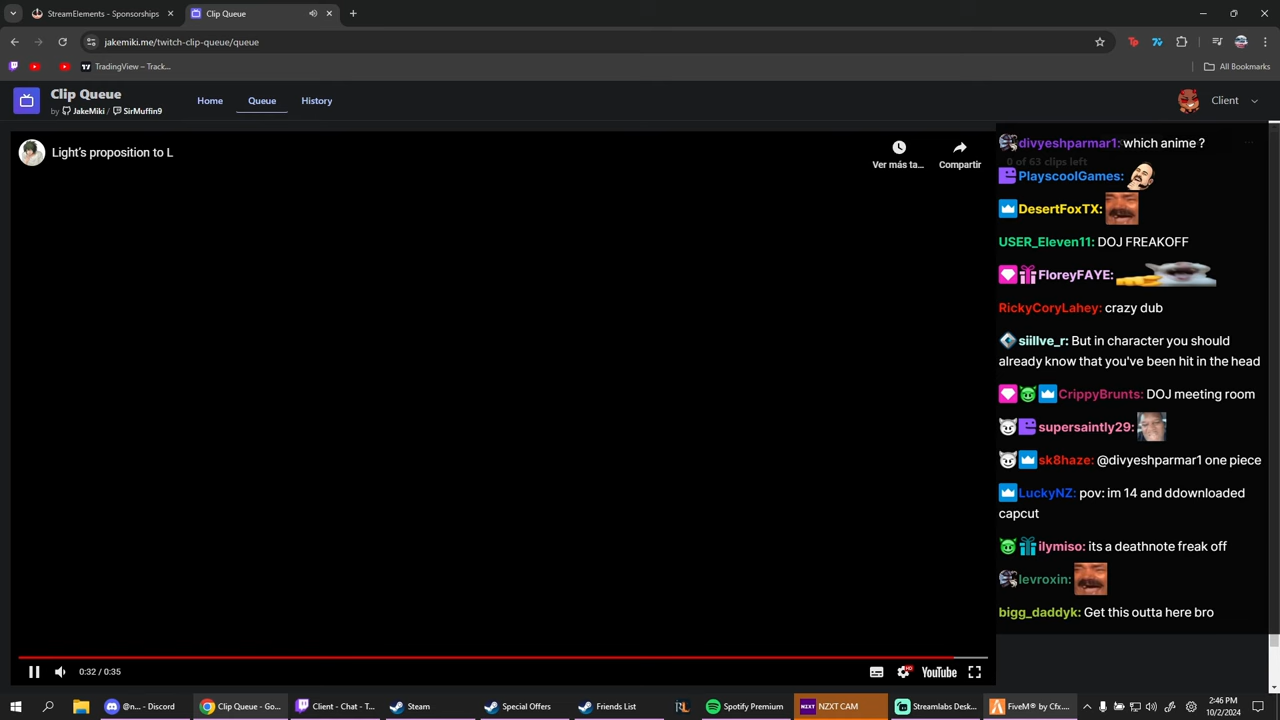 StreamElements - Sponsorships
Clip Queue
jakemiki.me/twitch-clip-queue/queue
TradingView – Track...
All Bookmarks
Clip Queue
by JakeMiki / SirMuffin9
Home
Queue
History
Client
Light's proposition to L
Ver más ta...
Compartir
divyeshparmar1: which anime ?
0 of 63 clips left
PlayscoolGames:
DesertFoxTX:
USER_Eleven11: DOJ FREAKOFF
FloreyFAYE:
RickyCoryLahey: crazy dub
siillve_r: But in character you should
already know that you've been hit in the head
CrippyBrunts: DOJ meeting room
supersaintly29:
sk8haze: @divyeshparmar1 one piece
LuckyNZ: pov: im 14 and ddownloaded
capcut
ilymiso: its a deathnote freak off
levroxin:
bigg_daddyk: Get this outta here bro
0:32 / 0:35
HD
YouTube
@n... - Discord
Clip Queue - Go...
Client - Chat - T...
Steam
Special Offers
Friends List
RL
Spotify Premium
NZXT
NZXT CAM
Streamlabs Desk...
FiveM® by Cfx....
2:46 PM
10/2/2024